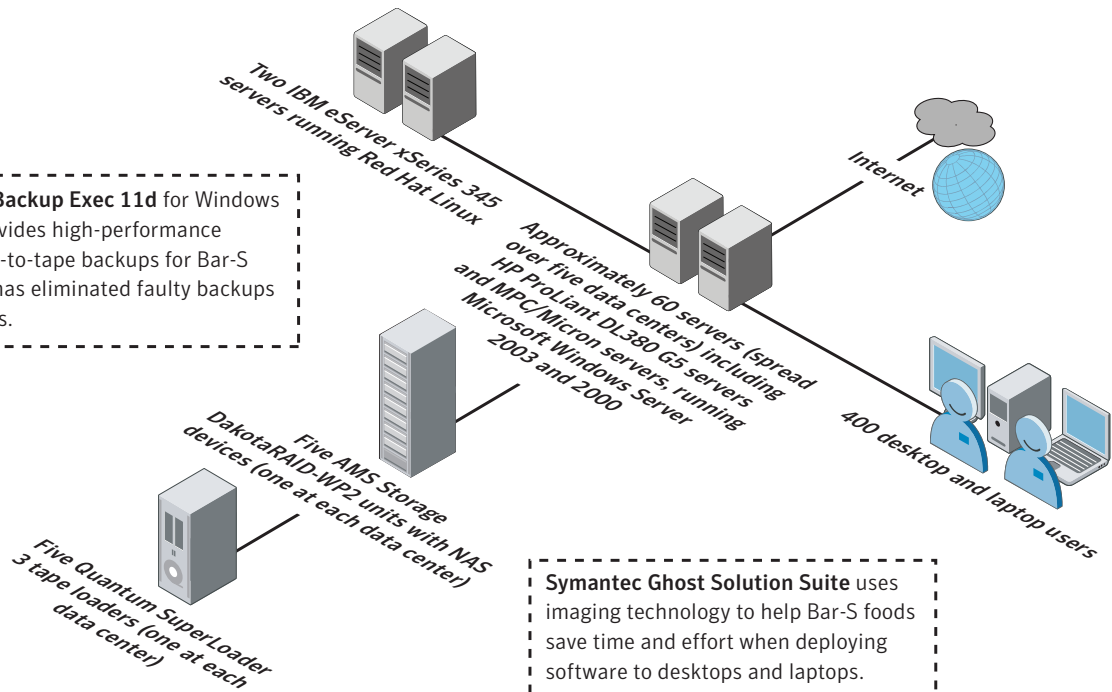 Two IBM eServer xSeries 345
servers running Red Hat Linux
Internet
Backup Exec 11d for Windows
vides high-performance
-to-tape backups for Bar-S
has eliminated faulty backups
s.
Approximately 60 servers (spread
over five data centers) including
HP ProLiant DL380 G5 servers
and MPC/Micron servers, running
Microsoft Windows Server
2003 and 2000
400 desktop and laptop users
Five AMS Storage
DakotaRAID-WP2 units with NAS
devices (one at each data center)
Five Quantum SuperLoader
3 tape loaders (one at each
data center)
Symantec Ghost Solution Suite uses
imaging technology to help Bar-S foods
save time and effort when deploying
software to desktops and laptops.